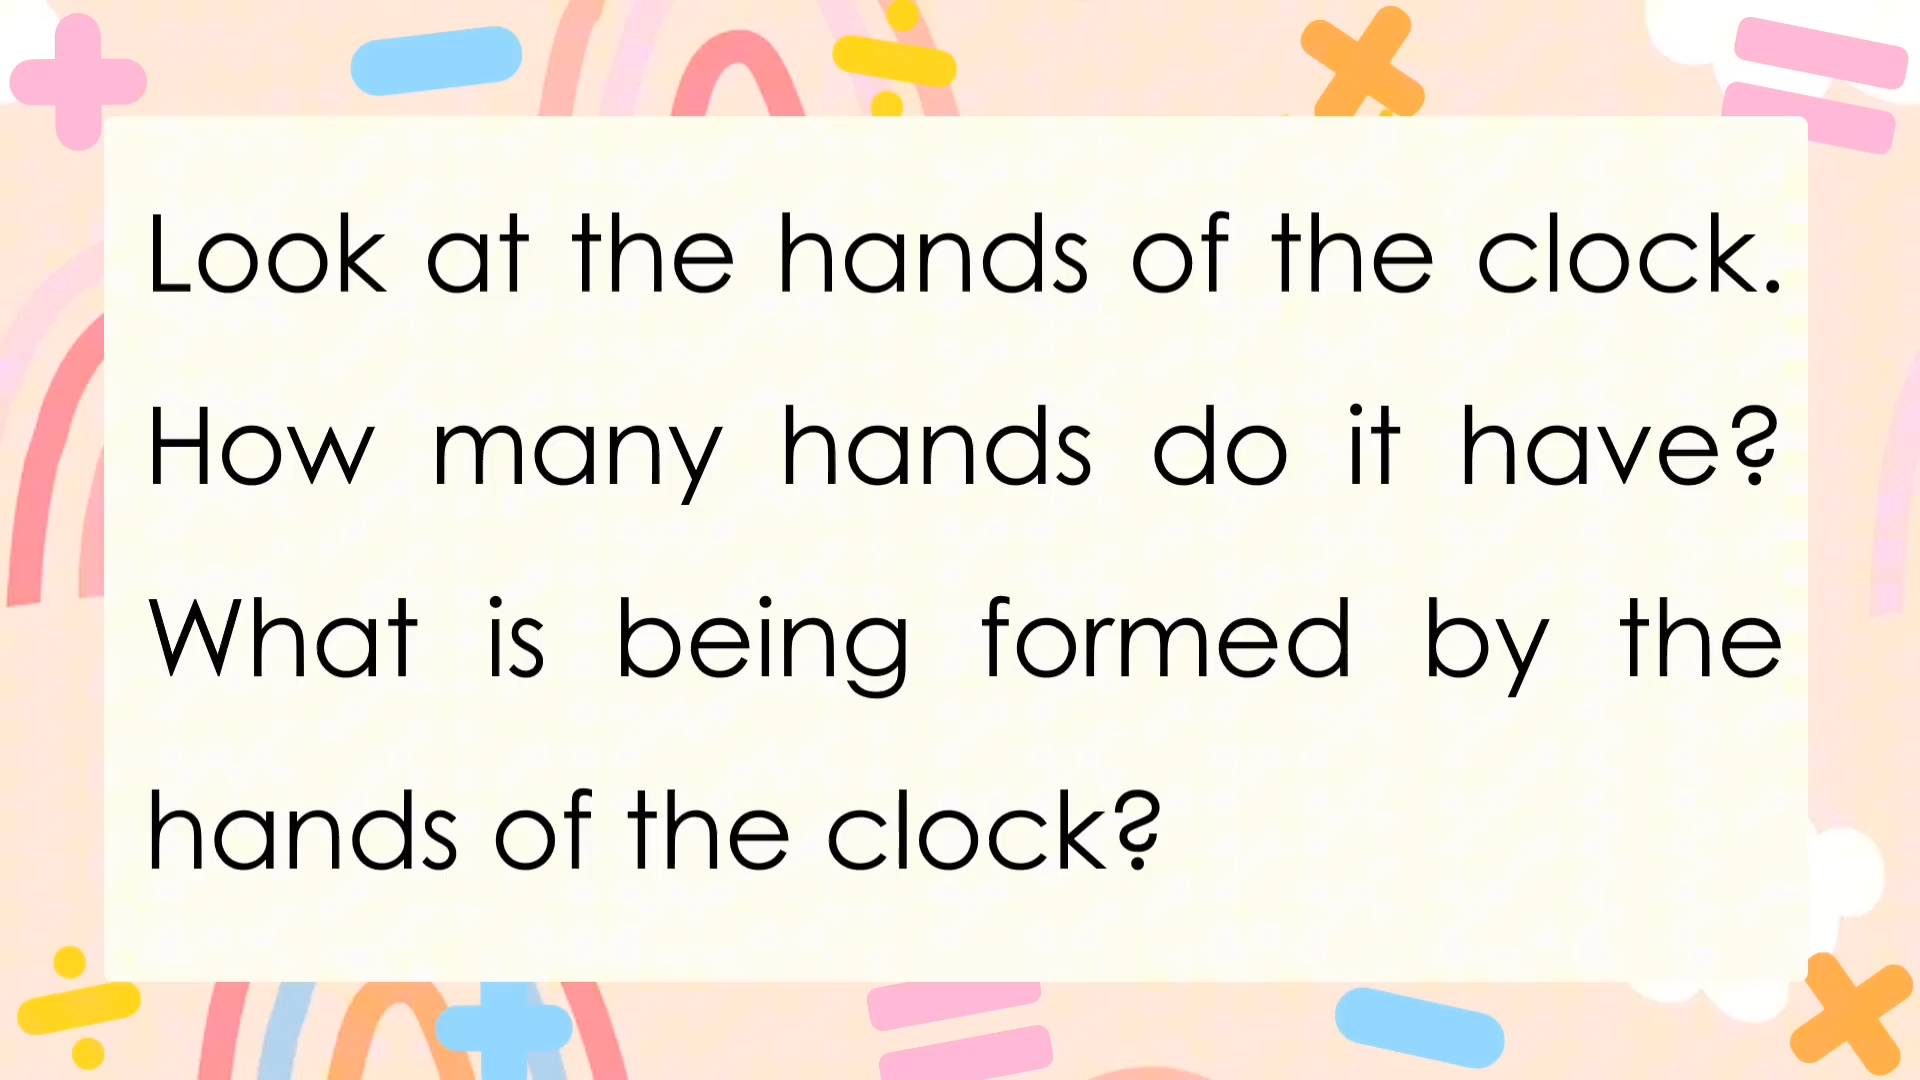 Look at the hands of the clock.
How many hands do it have?
What is being formed by the
hands of the clock?